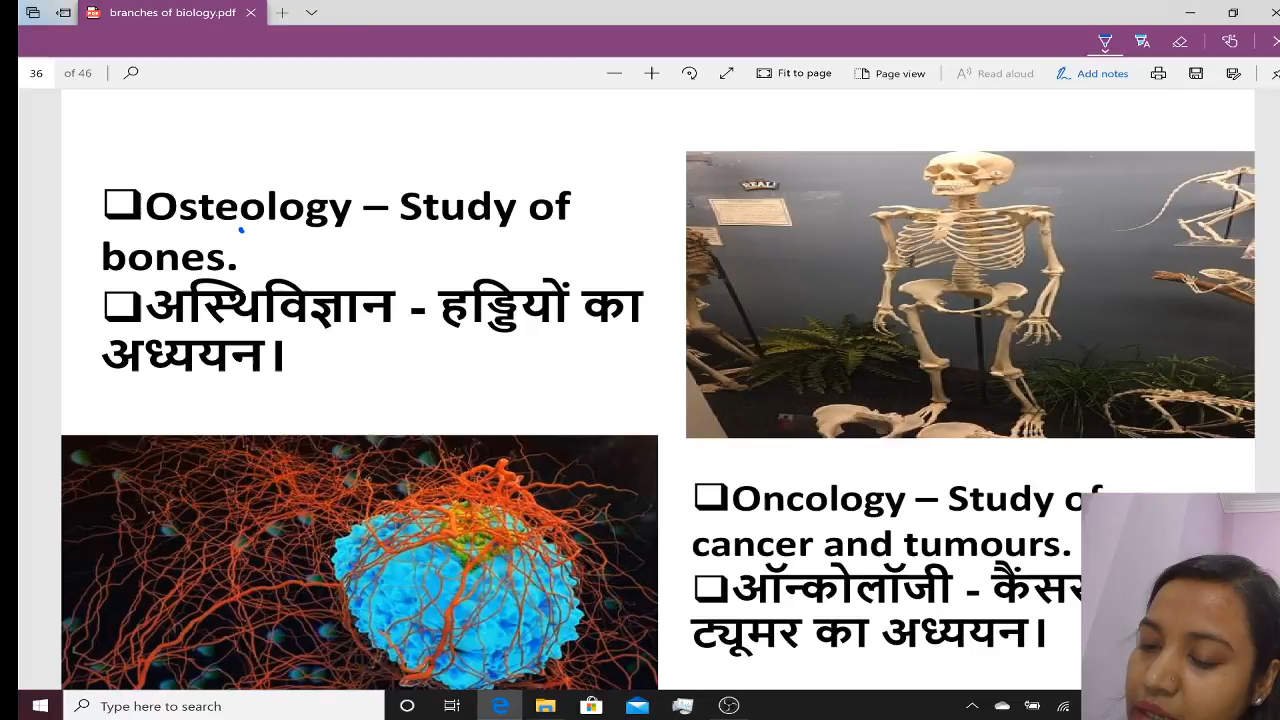 branches of biology.pdf
36 of 46
Fit to page
Page view
Read aloud
Add notes
❑Osteology – Study of
bones.
❑अस्थिविज्ञान - हड्डियों का
अध्ययन।
REAL!
❑Oncology – Study of
cancer and tumours.
❑ऑन्कोलॉजी - कैंसर
ट्यूमर का अध्ययन।
Type here to search